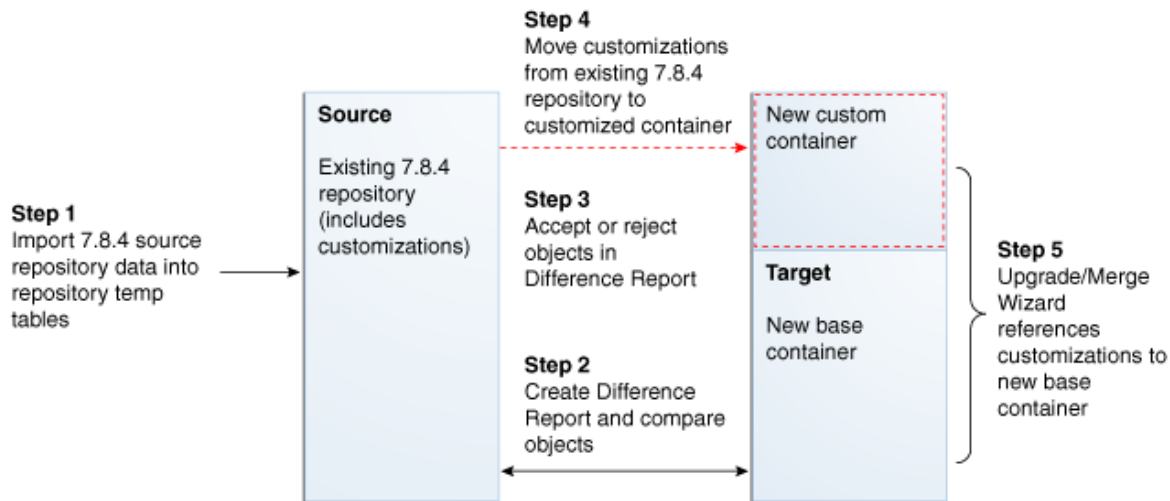 Step 1
Import 7.8.4 source
repository data into
repository temp
tables
Source
Existing 7.8.4
repository
(includes
customizations)
Step 4
Move customizations
from existing 7.8.4
repository to
customized container
Step 3
Accept or reject
objects in
Difference Report
Step 2
Create Difference
Report and compare
objects
New custom
container
Target
New base
container
Step 5
Upgrade/Merge
Wizard
references
customizations to
new base
container